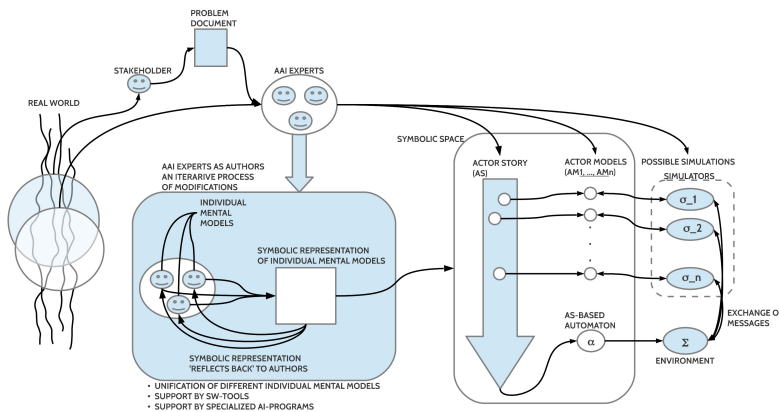 PROBLEM
DOCUMENT
STAKEHOLDER
AAI EXPERTS
REAL WORLD
SYMBOLIC SPACE
ACTOR STORY
(AS)
ACTOR MODELS
(AM1, ..., AMn)
POSSIBLE SIMULATIONS
SIMULATORS
AAI EXPERTS AS AUTHORS
AN ITERARIVE PROCESS
OF MODIFICATIONS
INDIVIDUAL
MENTAL
MODELS
SYMBOLIC REPRESENTATION
OF INDIVIDUAL MENTAL MODELS
σ_1
σ_2
σ_n
EXCHANGE O
MESSAGES
AS-BASED
AUTOMATON
α
Σ
ENVIRONMENT
SYMBOLIC REPRESENTATION
'REFLECTS BACK' TO AUTHORS
• UNIFICATION OF DIFFERENT INDIVIDUAL MENTAL MODELS
• SUPPORT BY SW-TOOLS
• SUPPORT BY SPECIALIZED AI-PROGRAMS